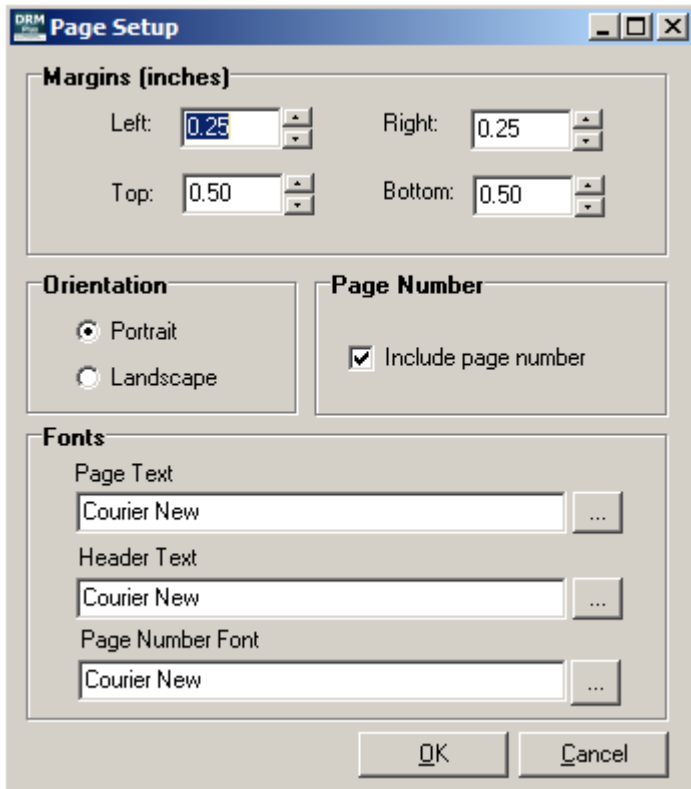 DRM
Plus
Page Setup
Margins (inches)
Left: 0.25 Right: 0.25
Top: 0.50 Bottom: 0.50
Orientation Page Number
Portrait
Include page number
Landscape
Fonts
Page Text
Courier New ...
Header Text
Courier New ...
Page Number Font
Courier New ...
OK Cancel